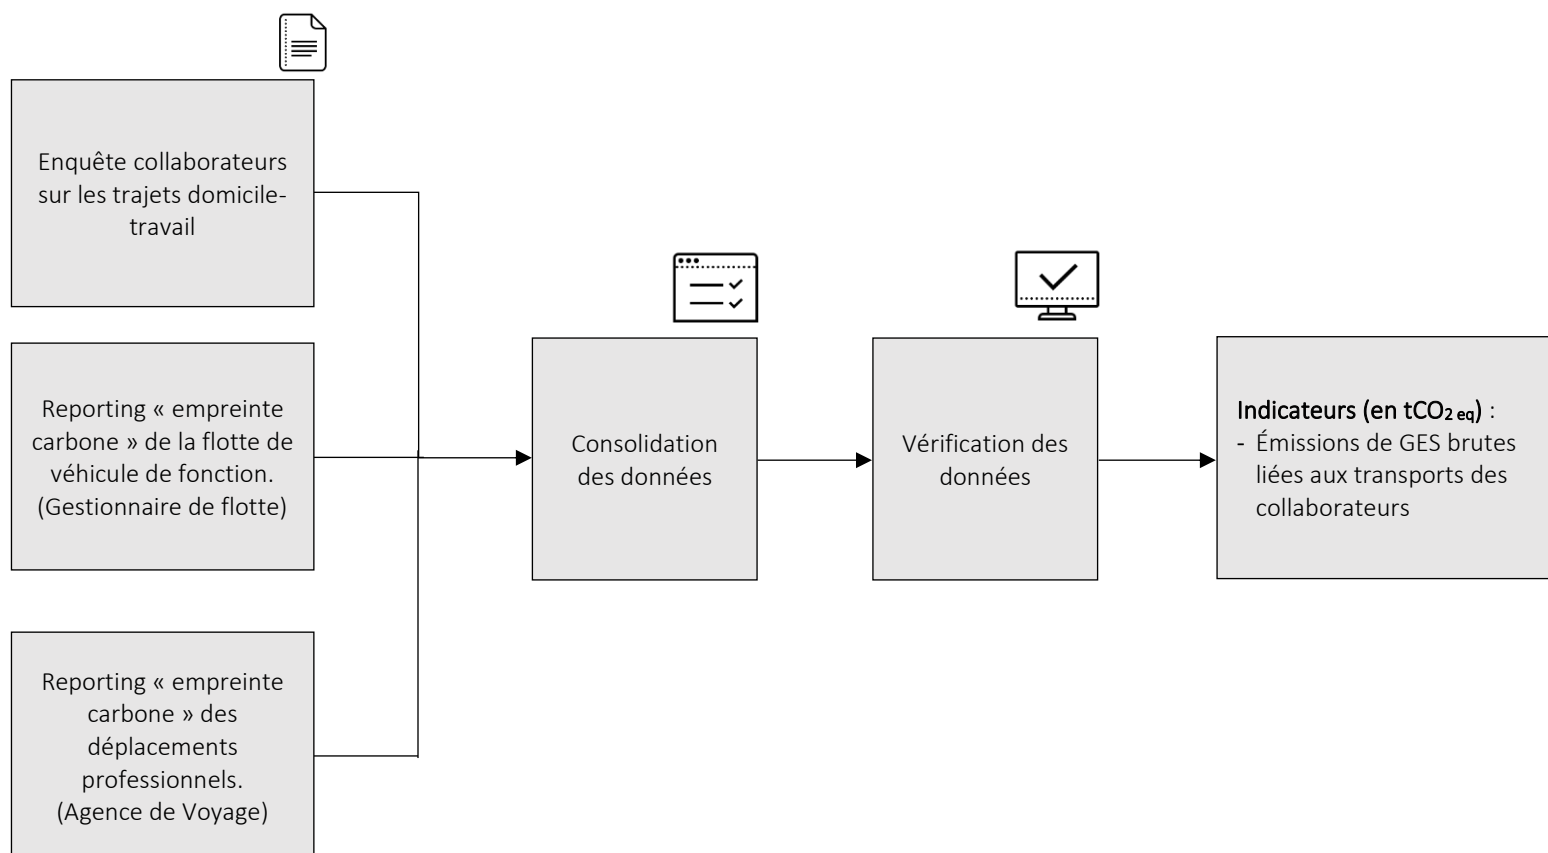 Enquête collaborateurs
sur les trajets domicile-
travail
Reporting « empreinte
carbone » de la flotte de
véhicule de fonction.
(Gestionnaire de flotte)
Reporting « empreinte
carbone » des
déplacements
professionnels.
(Agence de Voyage)
Consolidation
des données
Vérification des
données
Indicateurs (en tCO₂ eq) :
- Émissions de GES brutes
liées aux transports des
collaborateurs